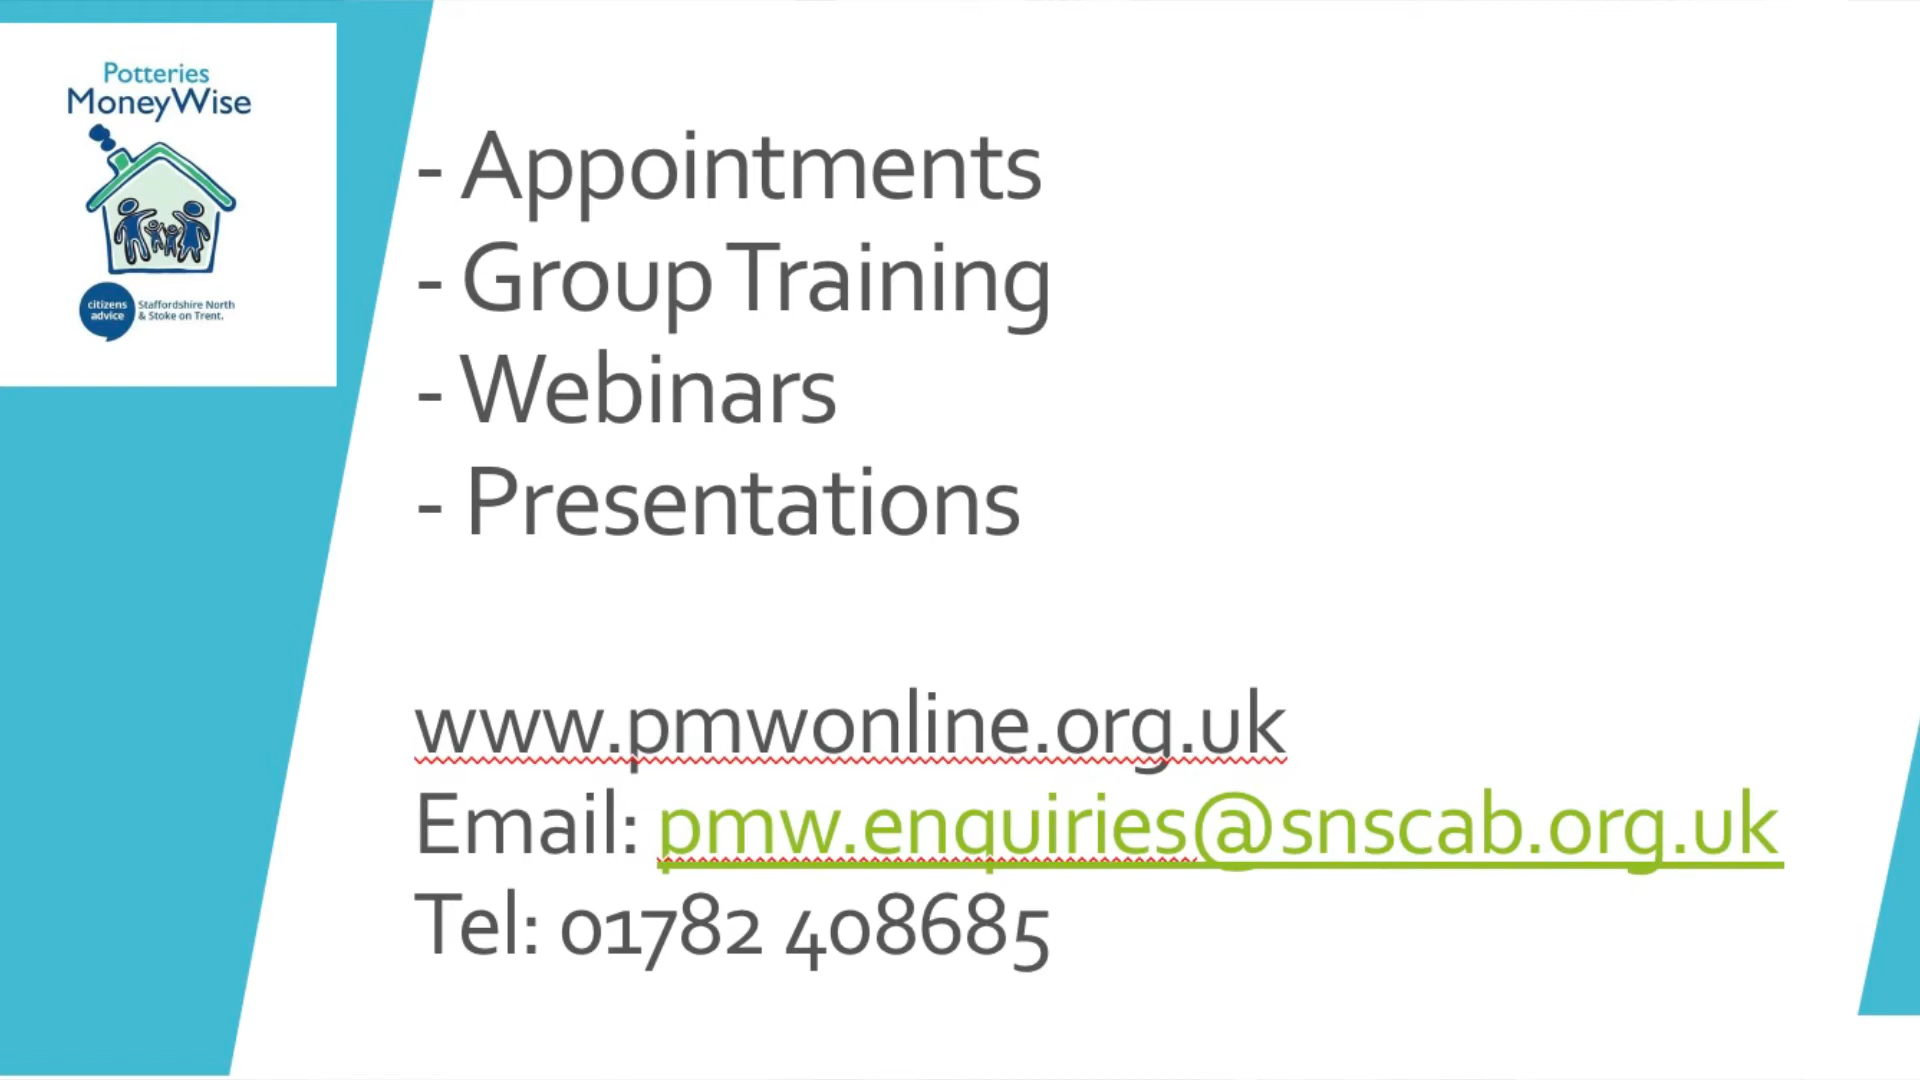 Potteries
MoneyWise
citizens
advice
Staffordshire North
& Stoke on Trent.
- Appointments
- Group Training
- Webinars
- Presentations
www.pmwonline.org.uk
Email: pmw.enquiries@snscab.org.uk
Tel: 01782 408685